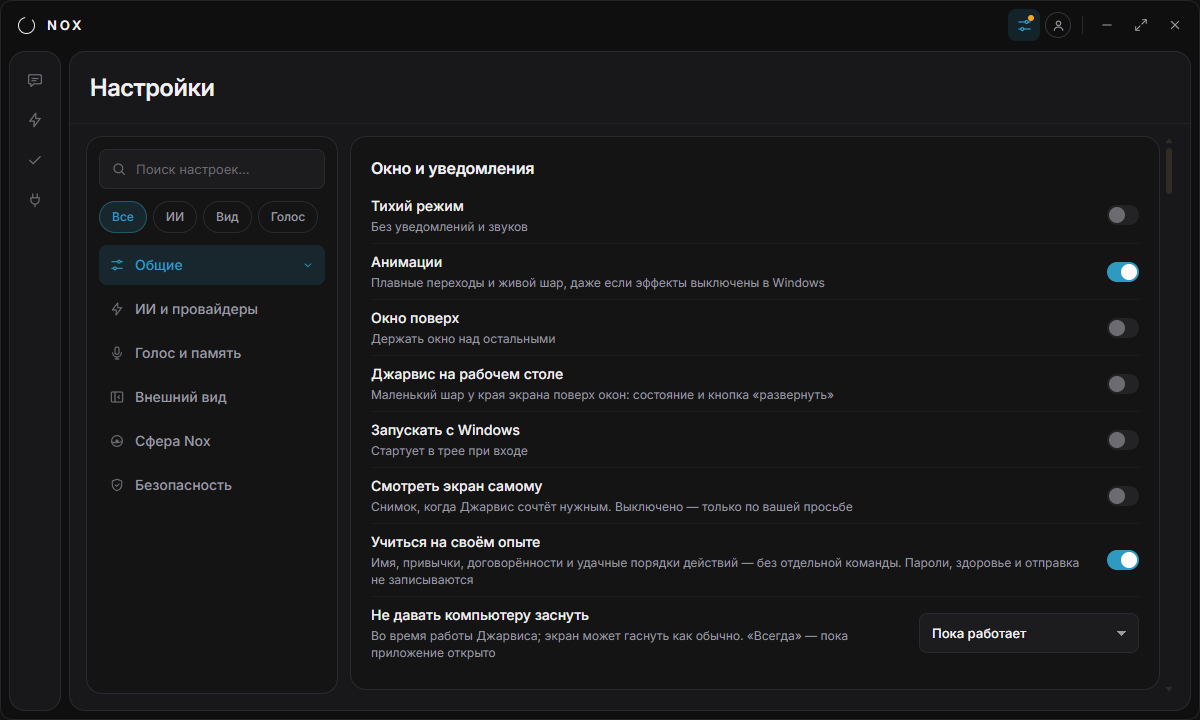 NOX
Настройки
Поиск настроек...
Все
ИИ
Вид
Голос
Общие
ИИ и провайдеры
Голос и память
Внешний вид
Сфера Nox
Безопасность
Окно и уведомления
Тихий режим
Без уведомлений и звуков
Анимации
Плавные переходы и живой шар, даже если эффекты выключены в Windows
Окно поверх
Держать окно над остальными
Джарвис на рабочем столе
Маленький шар у края экрана поверх окон: состояние и кнопка «развернуть»
Запускать с Windows
Стартует в трее при входе
Смотреть экран самому
Снимок, когда Джарвис сочтёт нужным. Выключено — только по вашей просьбе
Учиться на своём опыте
Имя, привычки, договорённости и удачные порядки действий — без отдельной команды. Пароли, здоровье и отправка
не записываются
Не давать компьютеру заснуть
Во время работы Джарвиса; экран может гаснуть как обычно. «Всегда» — пока
приложение открыто
Пока работает